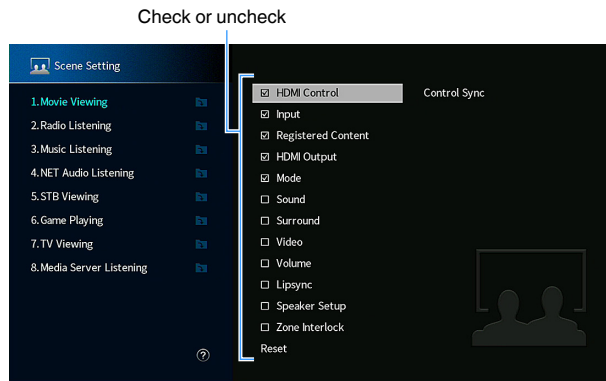 Check or uncheck
Scene Setting
1.Movie Viewing
2.Radio Listening
3.Music Listening
4.NET Audio Listening
5.STB Viewing
6.Game Playing
7.TV Viewing
8.Media Server Listening
?
HDMI Control
Control Sync
Input
Registered Content
HDMI Output
Mode
Sound
Surround
Video
Volume
Lipsync
Speaker Setup
Zone Interlock
Reset